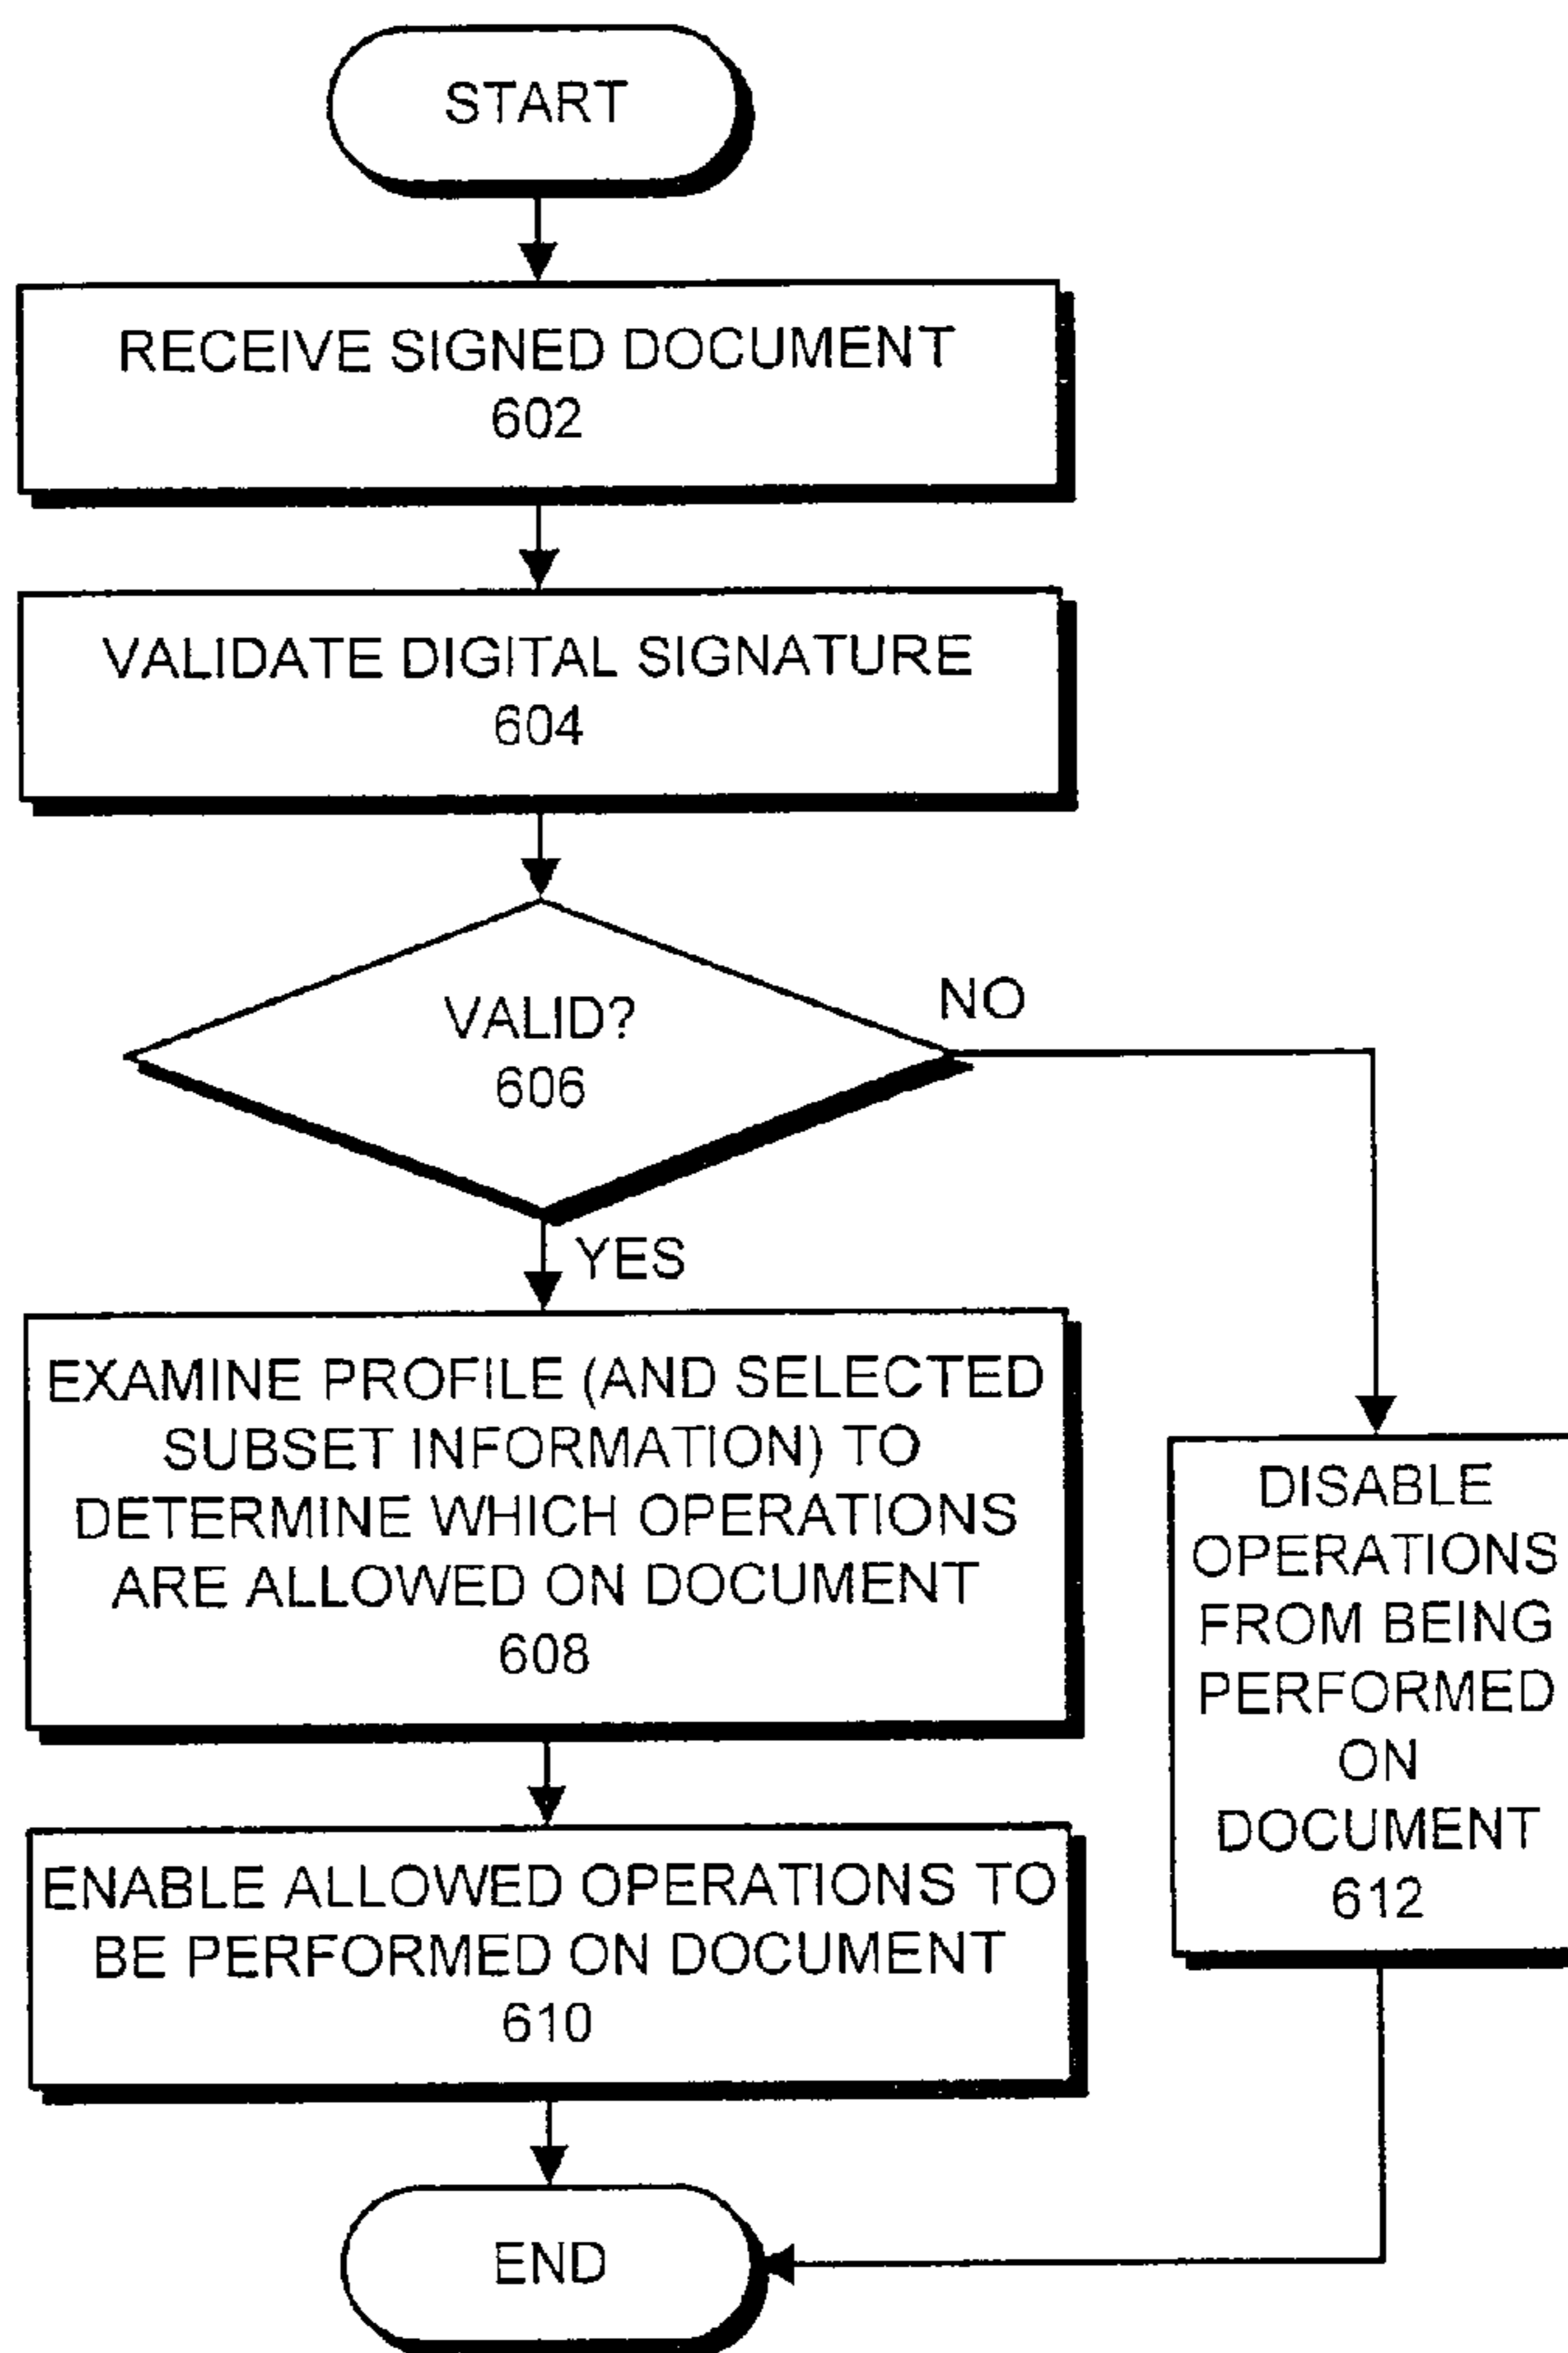 START
RECEIVE SIGNED DOCUMENT
602
VALIDATE DIGITAL SIGNATURE
604
VALID?
606
NO
YES
EXAMINE PROFILE (AND SELECTED
SUBSET INFORMATION) TO
DETERMINE WHICH OPERATIONS
ARE ALLOWED ON DOCUMENT
608
DISABLE
OPERATIONS
FROM BEING
PERFORMED
ON
DOCUMENT
612
ENABLE ALLOWED OPERATIONS TO
BE PERFORMED ON DOCUMENT
610
END